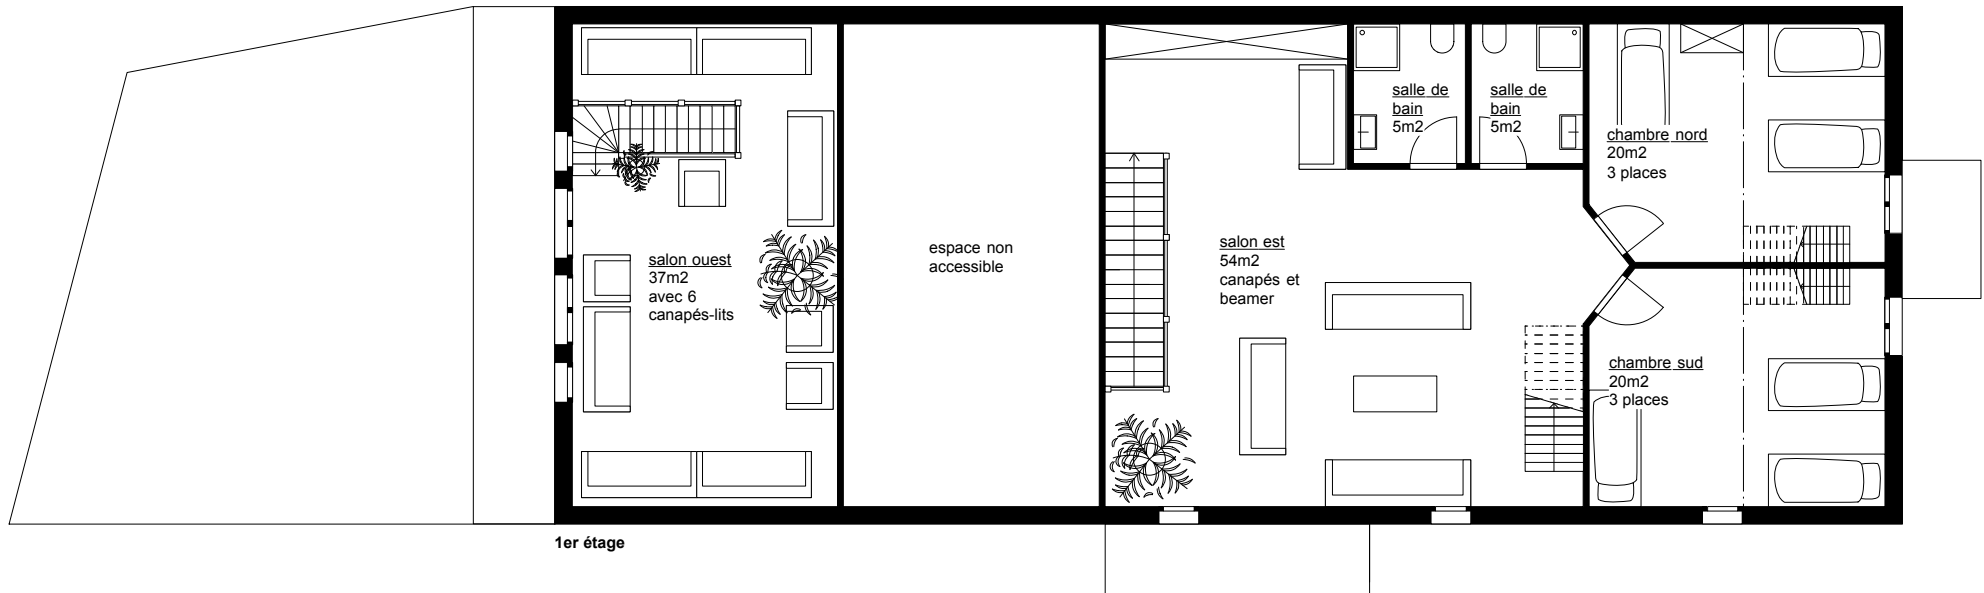 salon ouest
37m2
avec 6
canapés-lits
espace non
accessible
salon est
54m2
canapés et
beamer
salle de
bain
5m2
salle de
bain
5m2
chambre nord
20m2
3 places
chambre sud
20m2
3 places
1er étage